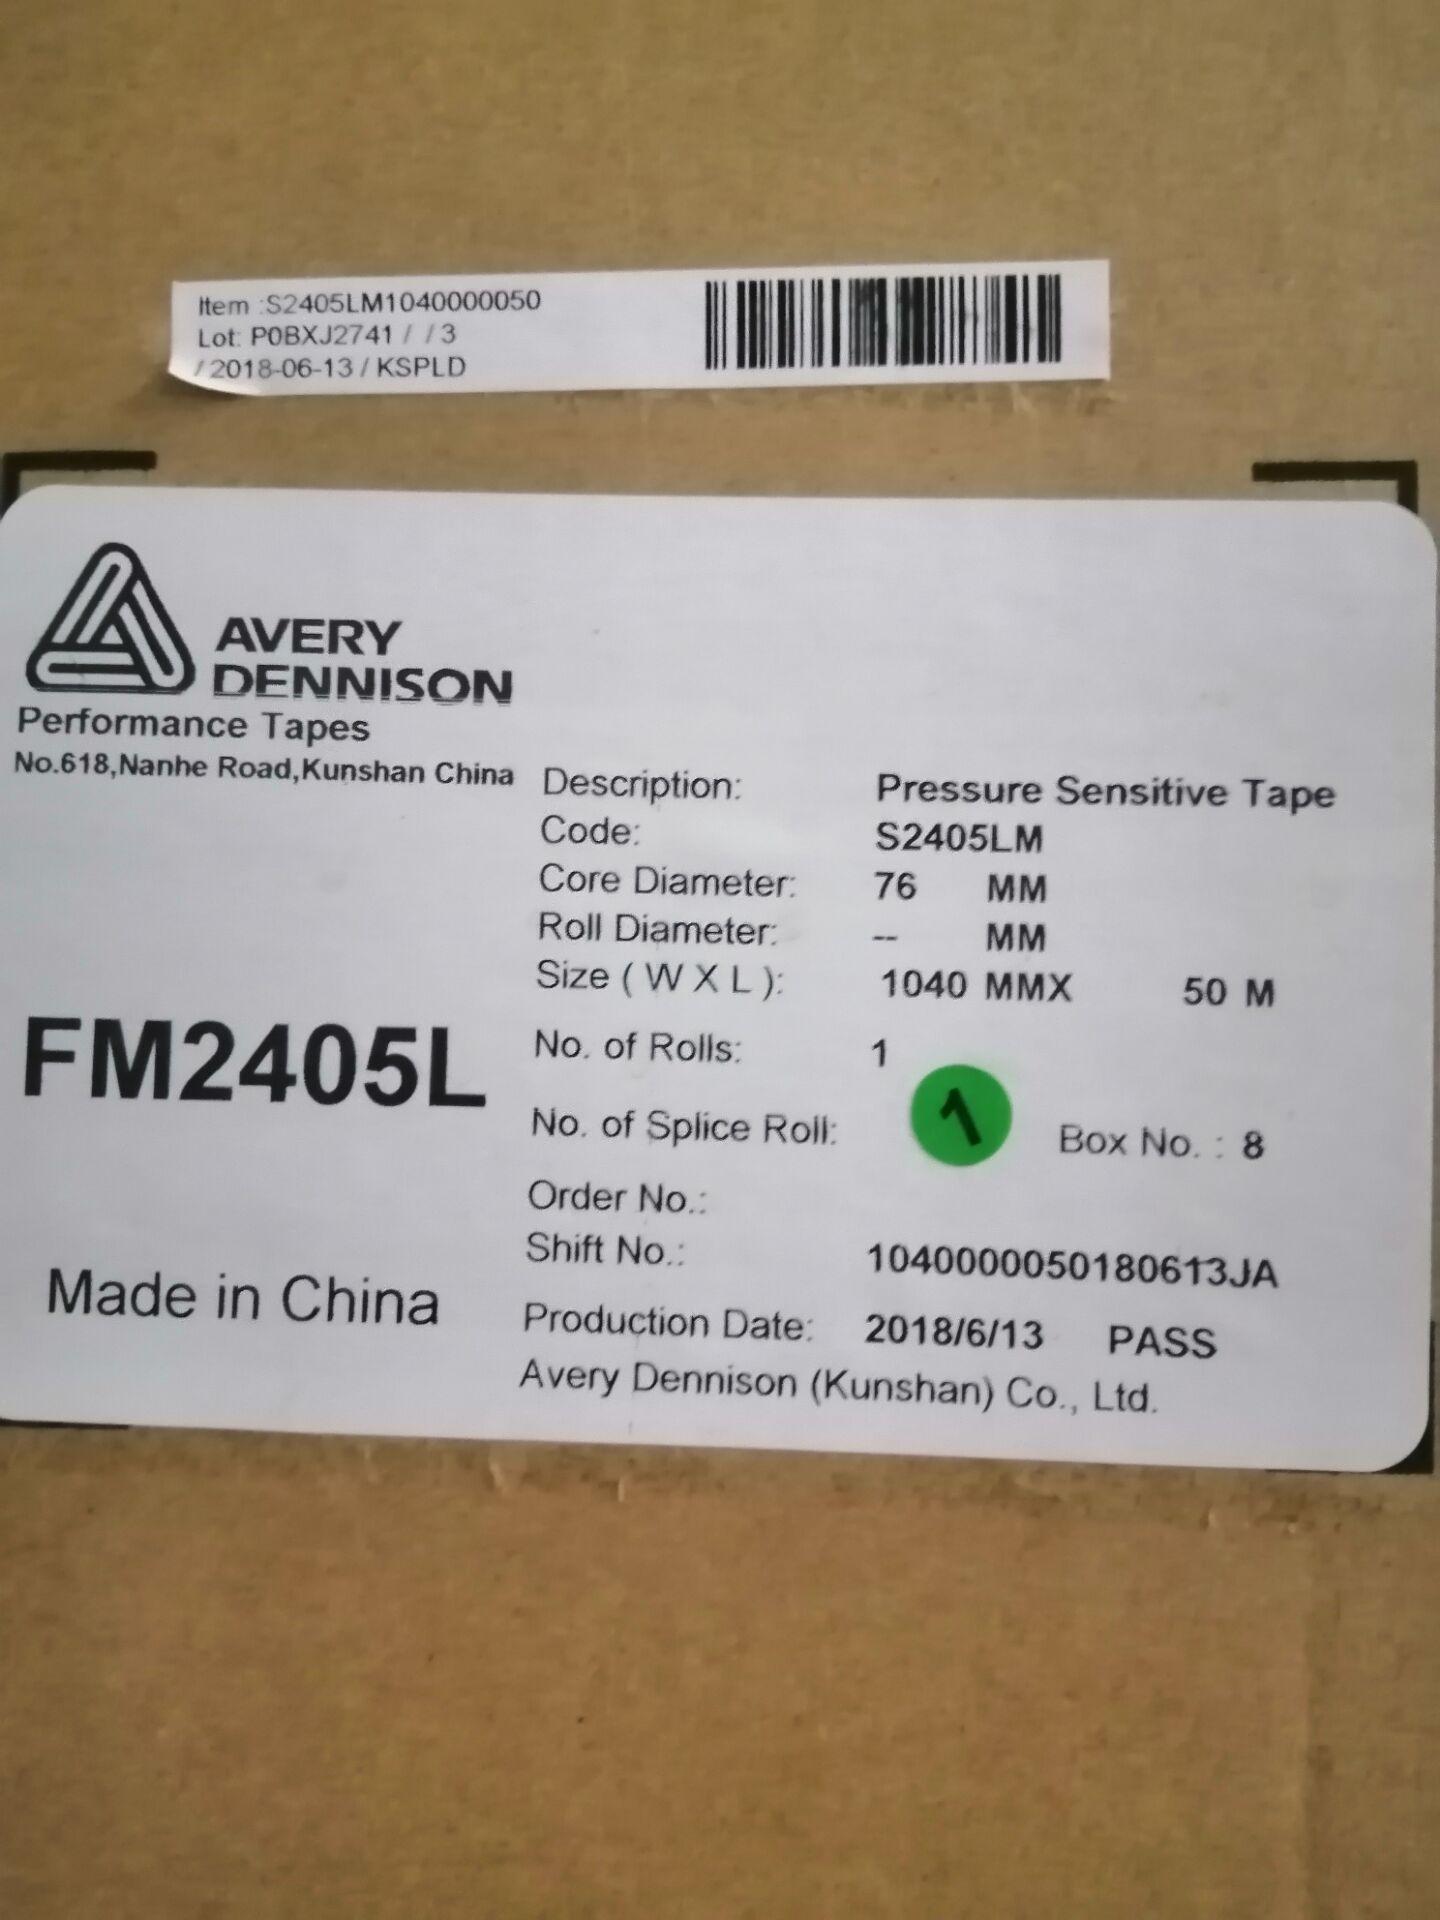 Item :S2405LM1040000050
Lot: P0BXJ2741 / /3
/ 2018-06-13 / KSPLD
AVERY
DENNISON
Performance Tapes
No.618,Nanhe Road,Kunshan China
Description: Pressure Sensitive Tape
Code: S2405LM
Core Diameter: 76 MM
Roll Diameter: -- MM
Size ( W X L ): 1040 MMX 50 M
FM2405L
No. of Rolls: 1
No. of Splice Roll: 1 Box No. : 8
Order No.:
Shift No.: 1040000050180613JA
Made in China
Production Date: 2018/6/13 PASS
Avery Dennison (Kunshan) Co., Ltd.